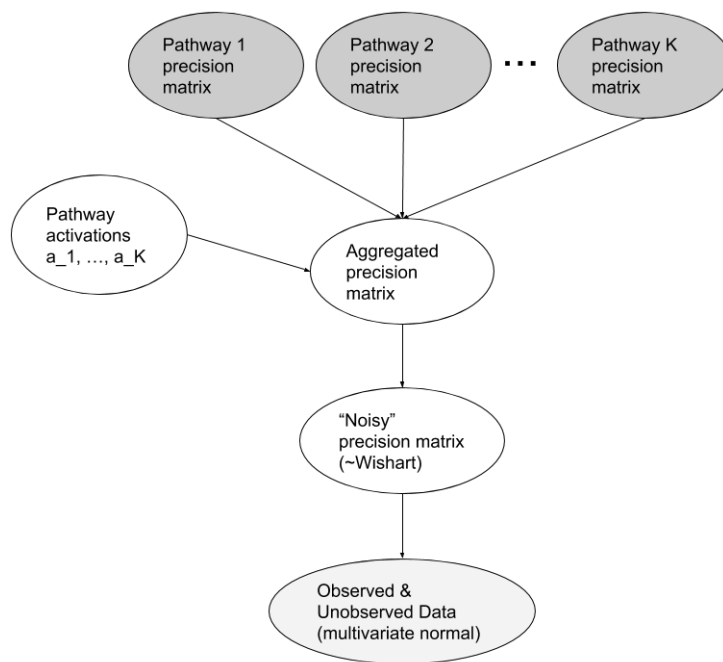 Pathway 1
precision
matrix
Pathway 2
precision
matrix
...
Pathway K
precision
matrix
Pathway
activations
a_1, …, a_K
Aggregated
precision
matrix
“Noisy”
precision matrix
(~Wishart)
Observed &
Unobserved Data
(multivariate normal)